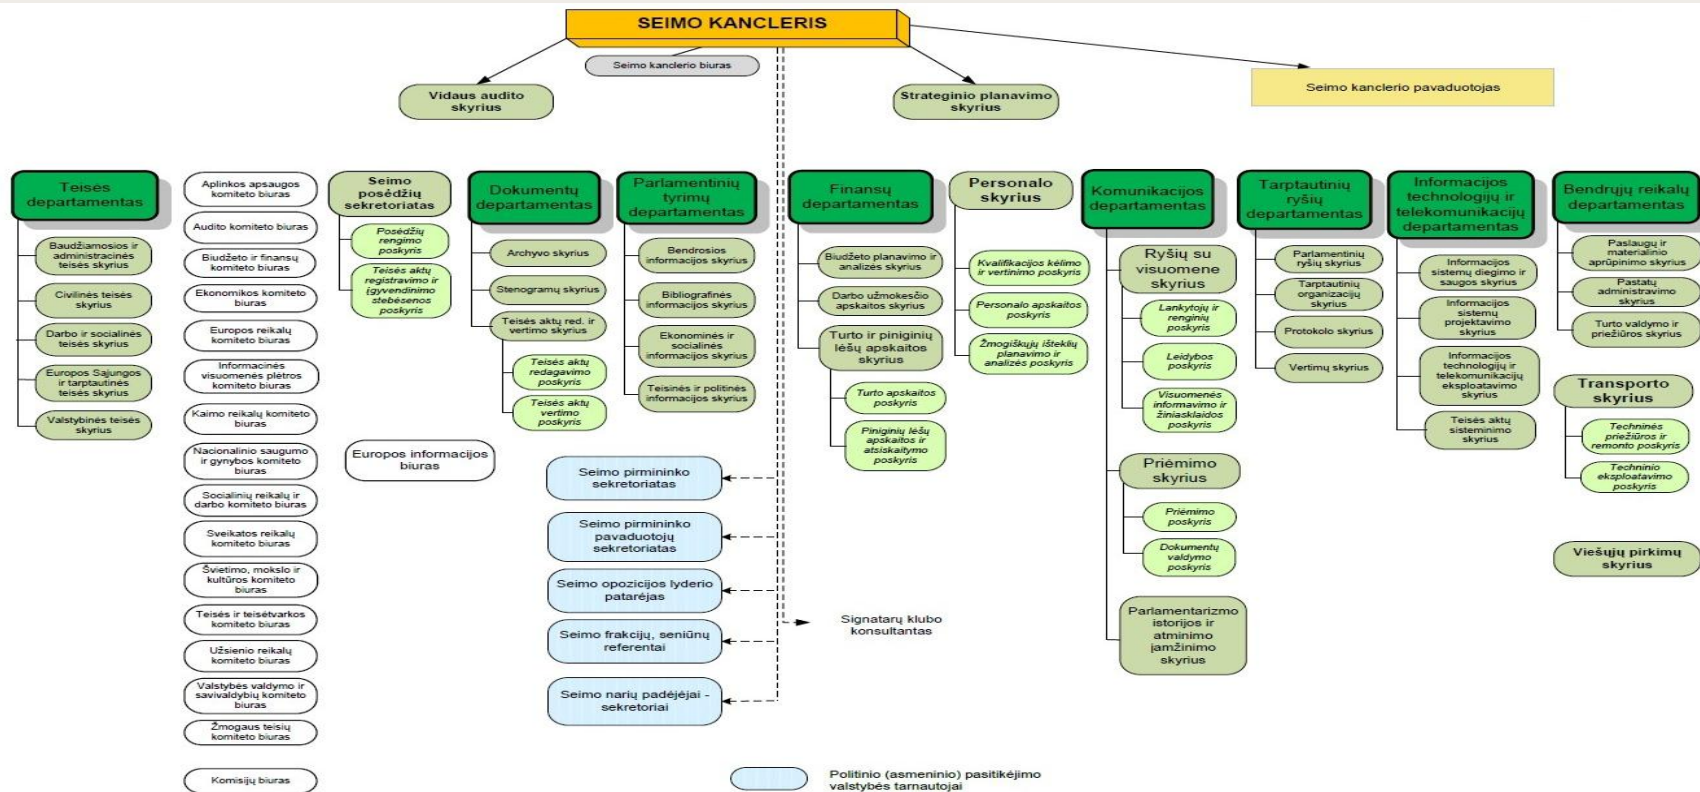 SEIMO KANCLERIS
Seimo kanclerio biuras
Vidaus audito
skyrius
Strateginio planavimo
skyrius
Seimo kanclerio pavaduotojas
Teisės
departamentas
Baudžiamosios ir
administracinės
teisės skyrius
Civilinės teisės
skyrius
Darbo ir socialinės
teisės skyrius
Europos Sąjungos
ir tarptautinės
teisės skyrius
Valstybinės teisės
skyrius
Aplinkos apsaugos
komiteto biuras
Audito komiteto biuras
Biudžeto ir finansų
komiteto biuras
Ekonomikos komiteto
biuras
Europos reikalų
komiteto biuras
Informacinės
visuomenės plėtros
komiteto biuras
Kaimo reikalų komiteto
biuras
Nacionalinio saugumo
ir gynybos komiteto
biuras
Socialinių reikalų ir
darbo komiteto biuras
Sveikatos reikalų
komiteto biuras
Švietimo, mokslo ir
kultūros komiteto
biuras
Teisės ir teisėtvarkos
komiteto biuras
Užsienio reikalų
komiteto biuras
Valstybės valdymo ir
savivaldybių komiteto
biuras
Žmogaus teisių
komiteto biuras
Komisijų biuras
Seimo
posėdžių
sekretoriatas
Posėdžių
rengimo
poskyris
Teisės aktų
registravimo ir
įgyvendinimo
stebėsenos
poskyris
Europos informacijos
biuras
Dokumentų
departamentas
Archyvo skyrius
Stenogramų skyrius
Teisės aktų red. ir
vertimo skyrius
Teisės aktų
redagavimo
poskyris
Teisės aktų
vertimo
poskyris
Parlamentinių
tyrimų
departamentas
Bendrosios
informacijos skyrius
Bibliografinės
informacijos skyrius
Ekonominės ir
socialinės
informacijos skyrius
Teisinės ir politinės
informacijos skyrius
Seimo pirmininko
sekretoriatas
Seimo pirmininko
pavaduotojų
sekretoriatas
Seimo opozicijos lyderio
patarėjas
Seimo frakcijų, seniūnų
referentai
Seimo narių padėjėjai -
sekretoriai
Signatarų klubo
konsultantas
Finansų
departamentas
Biudžeto planavimo ir
analizės skyrius
Darbo užmokesčio
apskaitos skyrius
Turto ir piniginių
lėšų apskaitos
skyrius
Turto apskaitos
poskyris
Piniginių lėšų
apskaitos ir
atsiskaitymo
poskyris
Personalo
skyrius
Kvalifikacijos kėlimo
ir vertinimo poskyris
Personalo apskaitos
poskyris
Žmogiškųjų išteklių
planavimo ir
analizės poskyris
Komunikacijos
departamentas
Ryšių su
visuomene
skyrius
Lankytojų ir
renginių
poskyris
Leidybos
poskyris
Visuomenės
informavimo ir
žiniasklaidos
poskyris
Priėmimo
skyrius
Priėmimo
poskyris
Dokumentų
valdymo
poskyris
Parlamentarizmo
istorijos ir
atminimo
įamžinimo
skyrius
Tarptautinių
ryšių
departamentas
Parlamentinių
ryšių skyrius
Tarptautinių
organizacijų
skyrius
Protokolo skyrius
Vertimų skyrius
Informacijos
technologijų ir
telekomunikacijų
departamentas
Informacijos
sistemų diegimo ir
saugos skyrius
Informacijos
sistemų
projektavimo
skyrius
Informacijos
technologijų ir
telekomunikacijų
eksploatavimo
skyrius
Teisės aktų
sisteminimo
skyrius
Bendrųjų reikalų
departamentas
Paslaugų ir
materialinio
aprūpinimo skyrius
Pastatų
administravimo
skyrius
Turto valdymo ir
priežiūros skyrius
Transporto
skyrius
Techninės
priežiūros ir
remonto poskyris
Techninio
eksploatavimo
poskyris
Viešųjų pirkimų
skyrius
Politinio (asmeninio) pasitikėjimo
valstybės tarnautojai